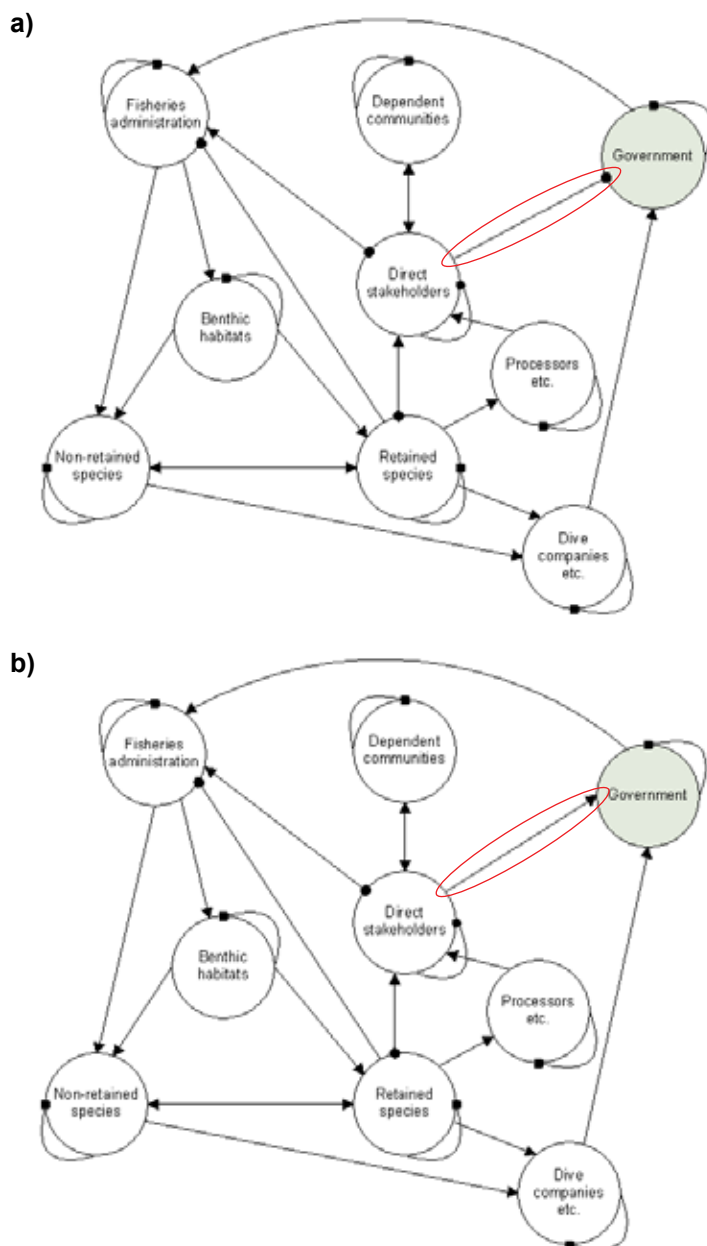 a)
Fisheries
administration
Dependent
communities
Government
Direct
stakeholders
Benthic
habitats
Processors
etc.
Non-retained
species
Retained
species
Dive
companies
etc.
b)
Fisheries
administration
Dependent
communities
Government
Direct
stakeholders
Benthic
habitats
Processors
etc.
Non-retained
species
Retained
species
Dive
companies
etc.